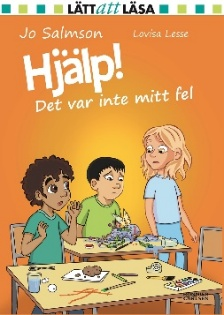 LÄTTattLÄSA
Jo Salmson
Lovisa Lesse
Hjälp!
Det var inte mitt fel